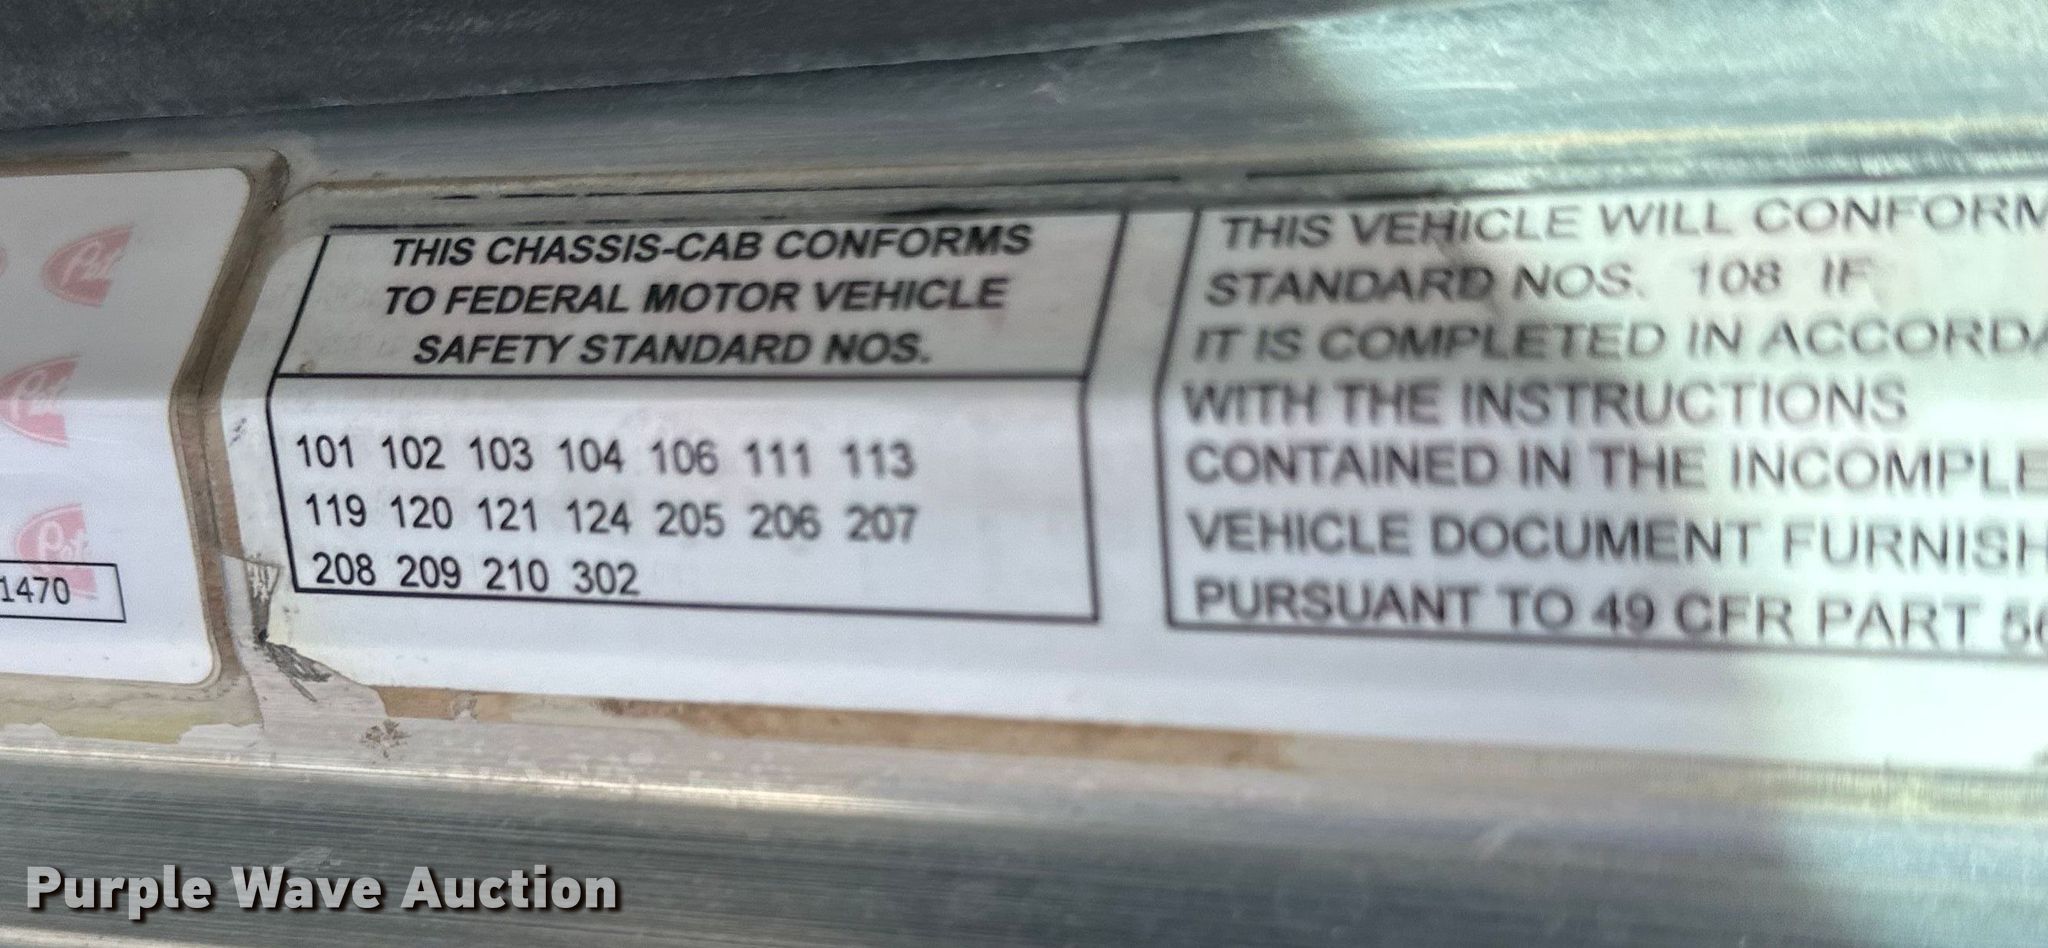 THIS CHASSIS-CAB CONFORMS
TO FEDERAL MOTOR VEHICLE
SAFETY STANDARD NOS.
101 102 103 104 106 111 113
119 120 121 124 205 206 207
208 209 210 302
THIS VEHICLE WILL CONFORM
STANDARD NOS. 108 IF
IT IS COMPLETED IN ACCORDA
WITH THE INSTRUCTIONS
CONTAINED IN THE INCOMPLE
VEHICLE DOCUMENT FURNISH
PURSUANT TO 49 CFR PART 56
1470
Purple Wave Auction